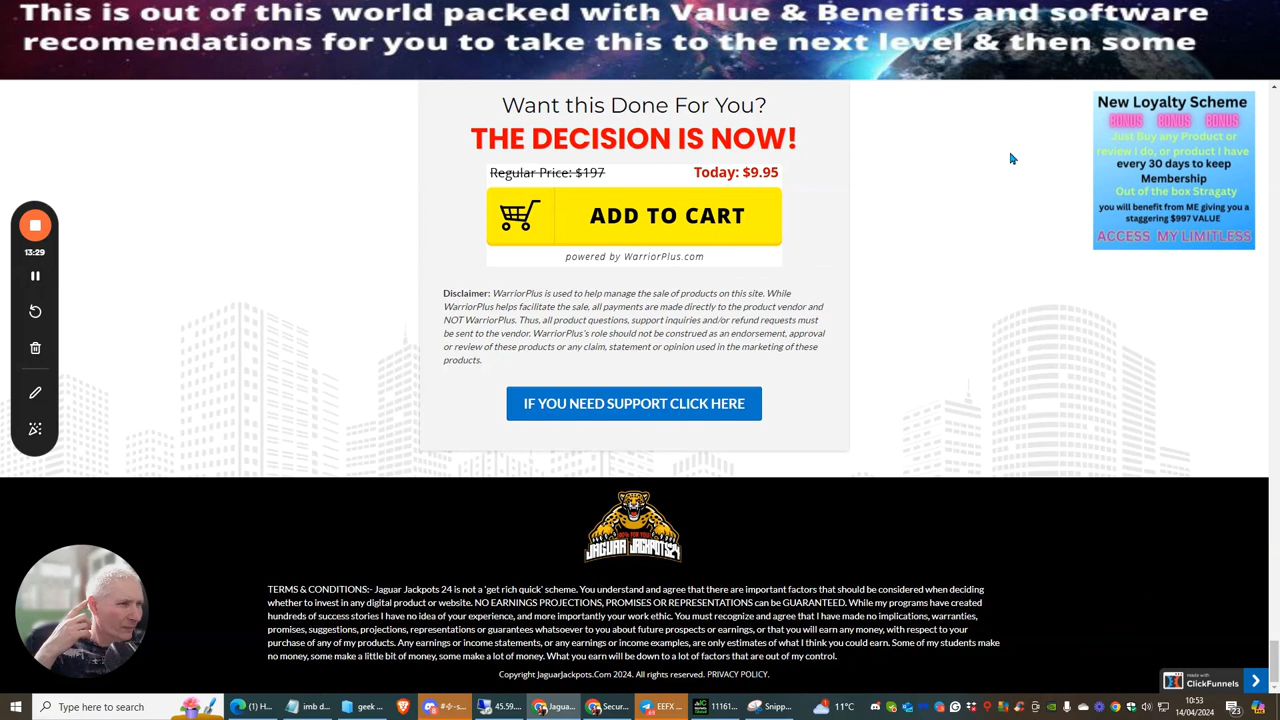 This is out of this world packed with Value & Benefits and software
recomendations for you to take this to the next level & then some
Want this Done For You?
THE DECISION IS NOW!
Regular Price: $197
Today: $9.95
ADD TO CART
powered by WarriorPlus.com
Disclaimer: WarriorPlus is used to help manage the sale of products on this site. While
WarriorPlus helps facilitate the sale, all payments are made directly to the product vendor and
NOT WarriorPlus. Thus, all product questions, support inquiries and/or refund requests must
be sent to the vendor. WarriorPlus's role should not be construed as an endorsement, approval
or review of these products or any claim, statement or opinion used in the marketing of these
products.
IF YOU NEED SUPPORT CLICK HERE
New Loyalty Scheme
BONUS BONUS BONUS
Just Buy any Product or
review I do, or product I have
every 30 days to keep
Membership
Out of the box Stragaty
you will benefit from ME giving you a
staggering $997 VALUE
ACCESS MY LIMITLESS
13:29
100% FOR YOU
JAGUAR JACKPOTS 24
TERMS & CONDITIONS:- Jaguar Jackpots 24 is not a 'get rich quick' scheme. You understand and agree that there are important factors that should be considered when deciding
whether to invest in any digital product or website. NO EARNINGS PROJECTIONS, PROMISES OR REPRESENTATIONS can be GUARANTEED. While my programs have created
hundreds of success stories I have no idea of your experience, and more importantly your work ethic. You must recognize and agree that I have made no implications, warranties,
promises, suggestions, projections, representations or guarantees whatsoever to you about future prospects or earnings, or that you will earn any money, with respect to your
purchase of any of my products. Any earnings or income statements, or any earnings or income examples, are only estimates of what I think you could earn. Some of my students make
no money, some make a little bit of money, some make a lot of money. What you earn will be down to a lot of factors that are out of my control.
Copyright JaguarJackpots.Com 2024. All rights reserved. PRIVACY POLICY.
made with
ClickFunnels
Type here to search
(1) H
imb d
geek
45.59.
Jagua
Secur
EEFX
11161
Snipp
11°C
10:53
14/04/2024